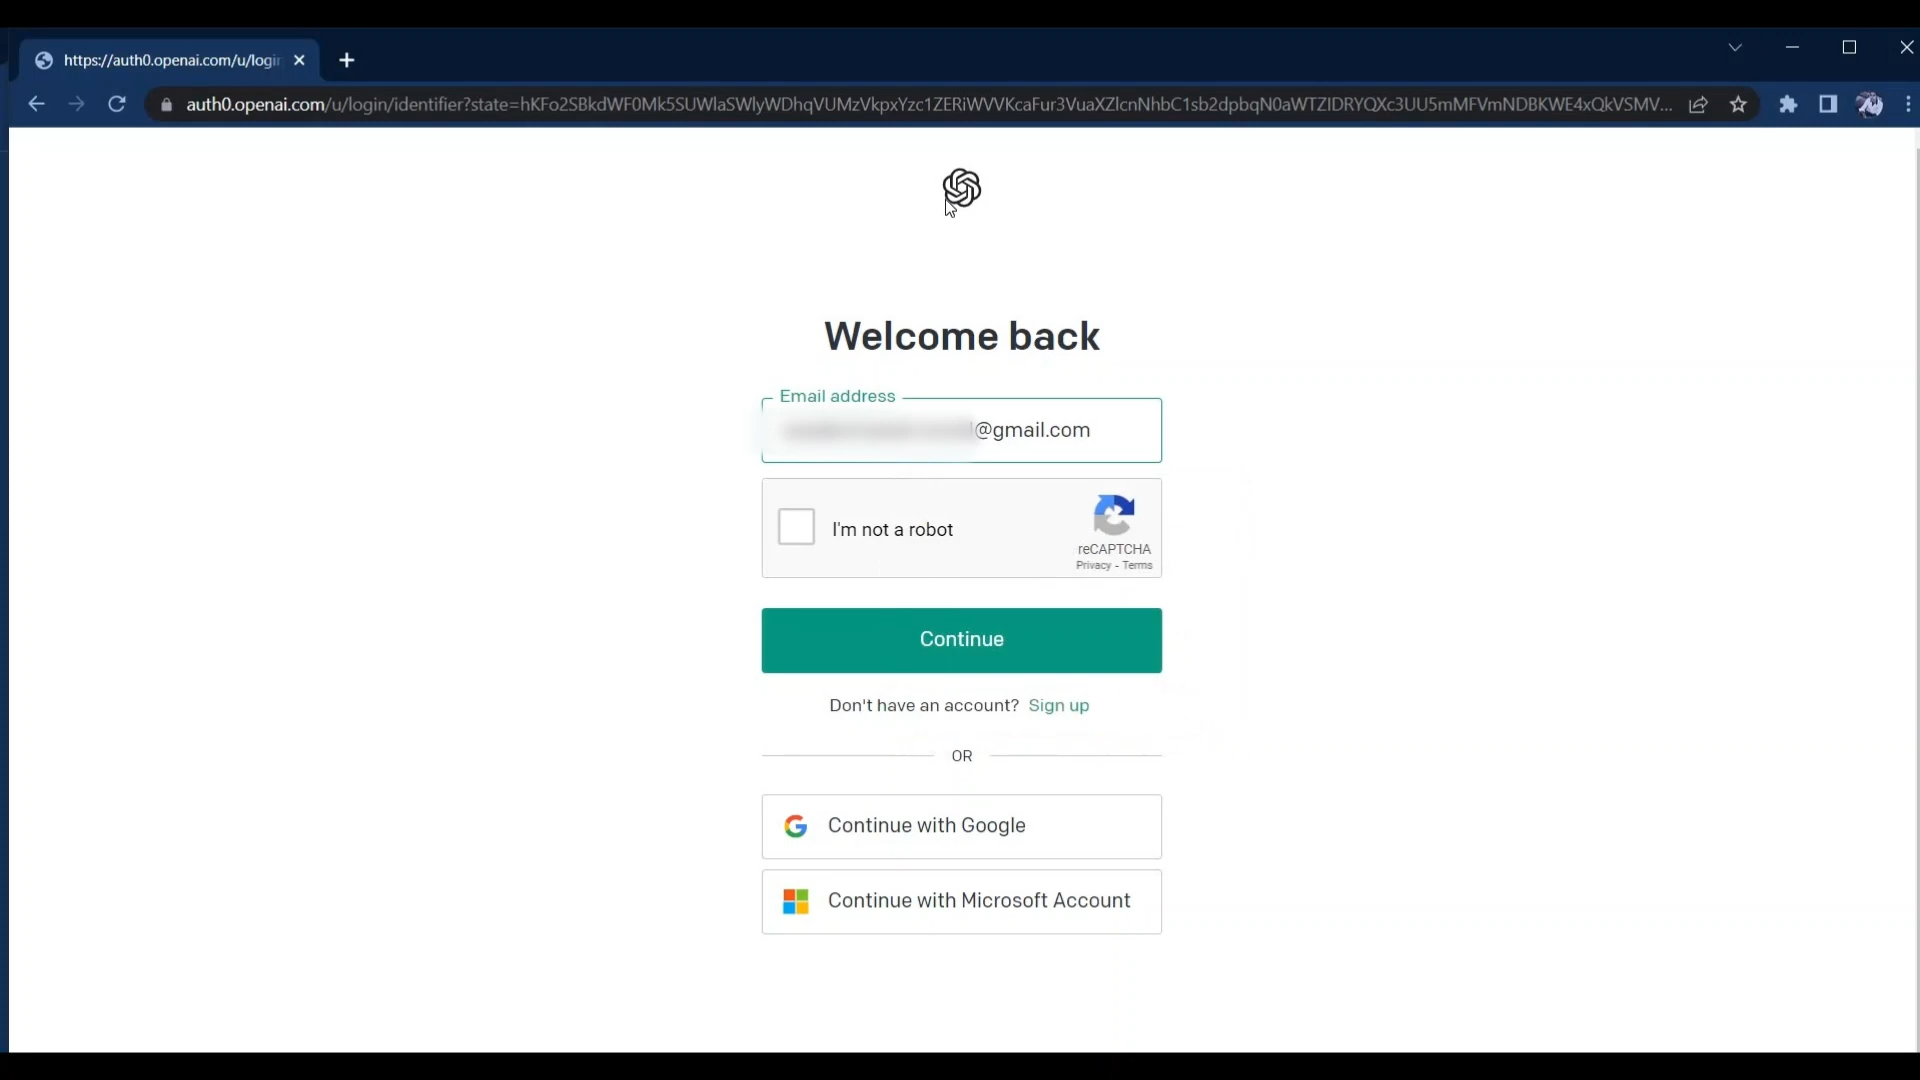 https://auth0.openai.com/u/login
auth0.openai.com/u/login/identifier?state=hKFo2SBkdWF0Mk5SUWlaSWlyWDhqVUMzVkpxYzc1ZERiWVVKcaFur3VuaXZlcnNhbC1sb2dpbqN0aWTZIDRYQXc3UU5mMFVmNDBKWE4xQkVSMV...
Welcome back
Email address
@gmail.com
I'm not a robot
reCAPTCHA
Privacy - Terms
Continue
Don't have an account? Sign up
OR
Continue with Google
Continue with Microsoft Account